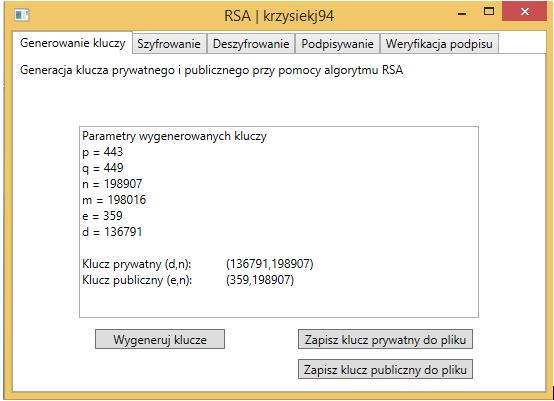 RSA | krzysiekj94
Generowanie kluczy Szyfrowanie Deszyfrowanie Podpisywanie Weryfikacja podpisu
Generacja klucza prywatnego i publicznego przy pomocy algorytmu RSA
Parametry wygenerowanych kluczy
p = 443
q = 449
n = 198907
m = 198016
e = 359
d = 136791
Klucz prywatny (d,n): (136791,198907)
Klucz publiczny (e,n): (359,198907)
Wygeneruj klucze Zapisz klucz prywatny do pliku
Zapisz klucz publiczny do pliku